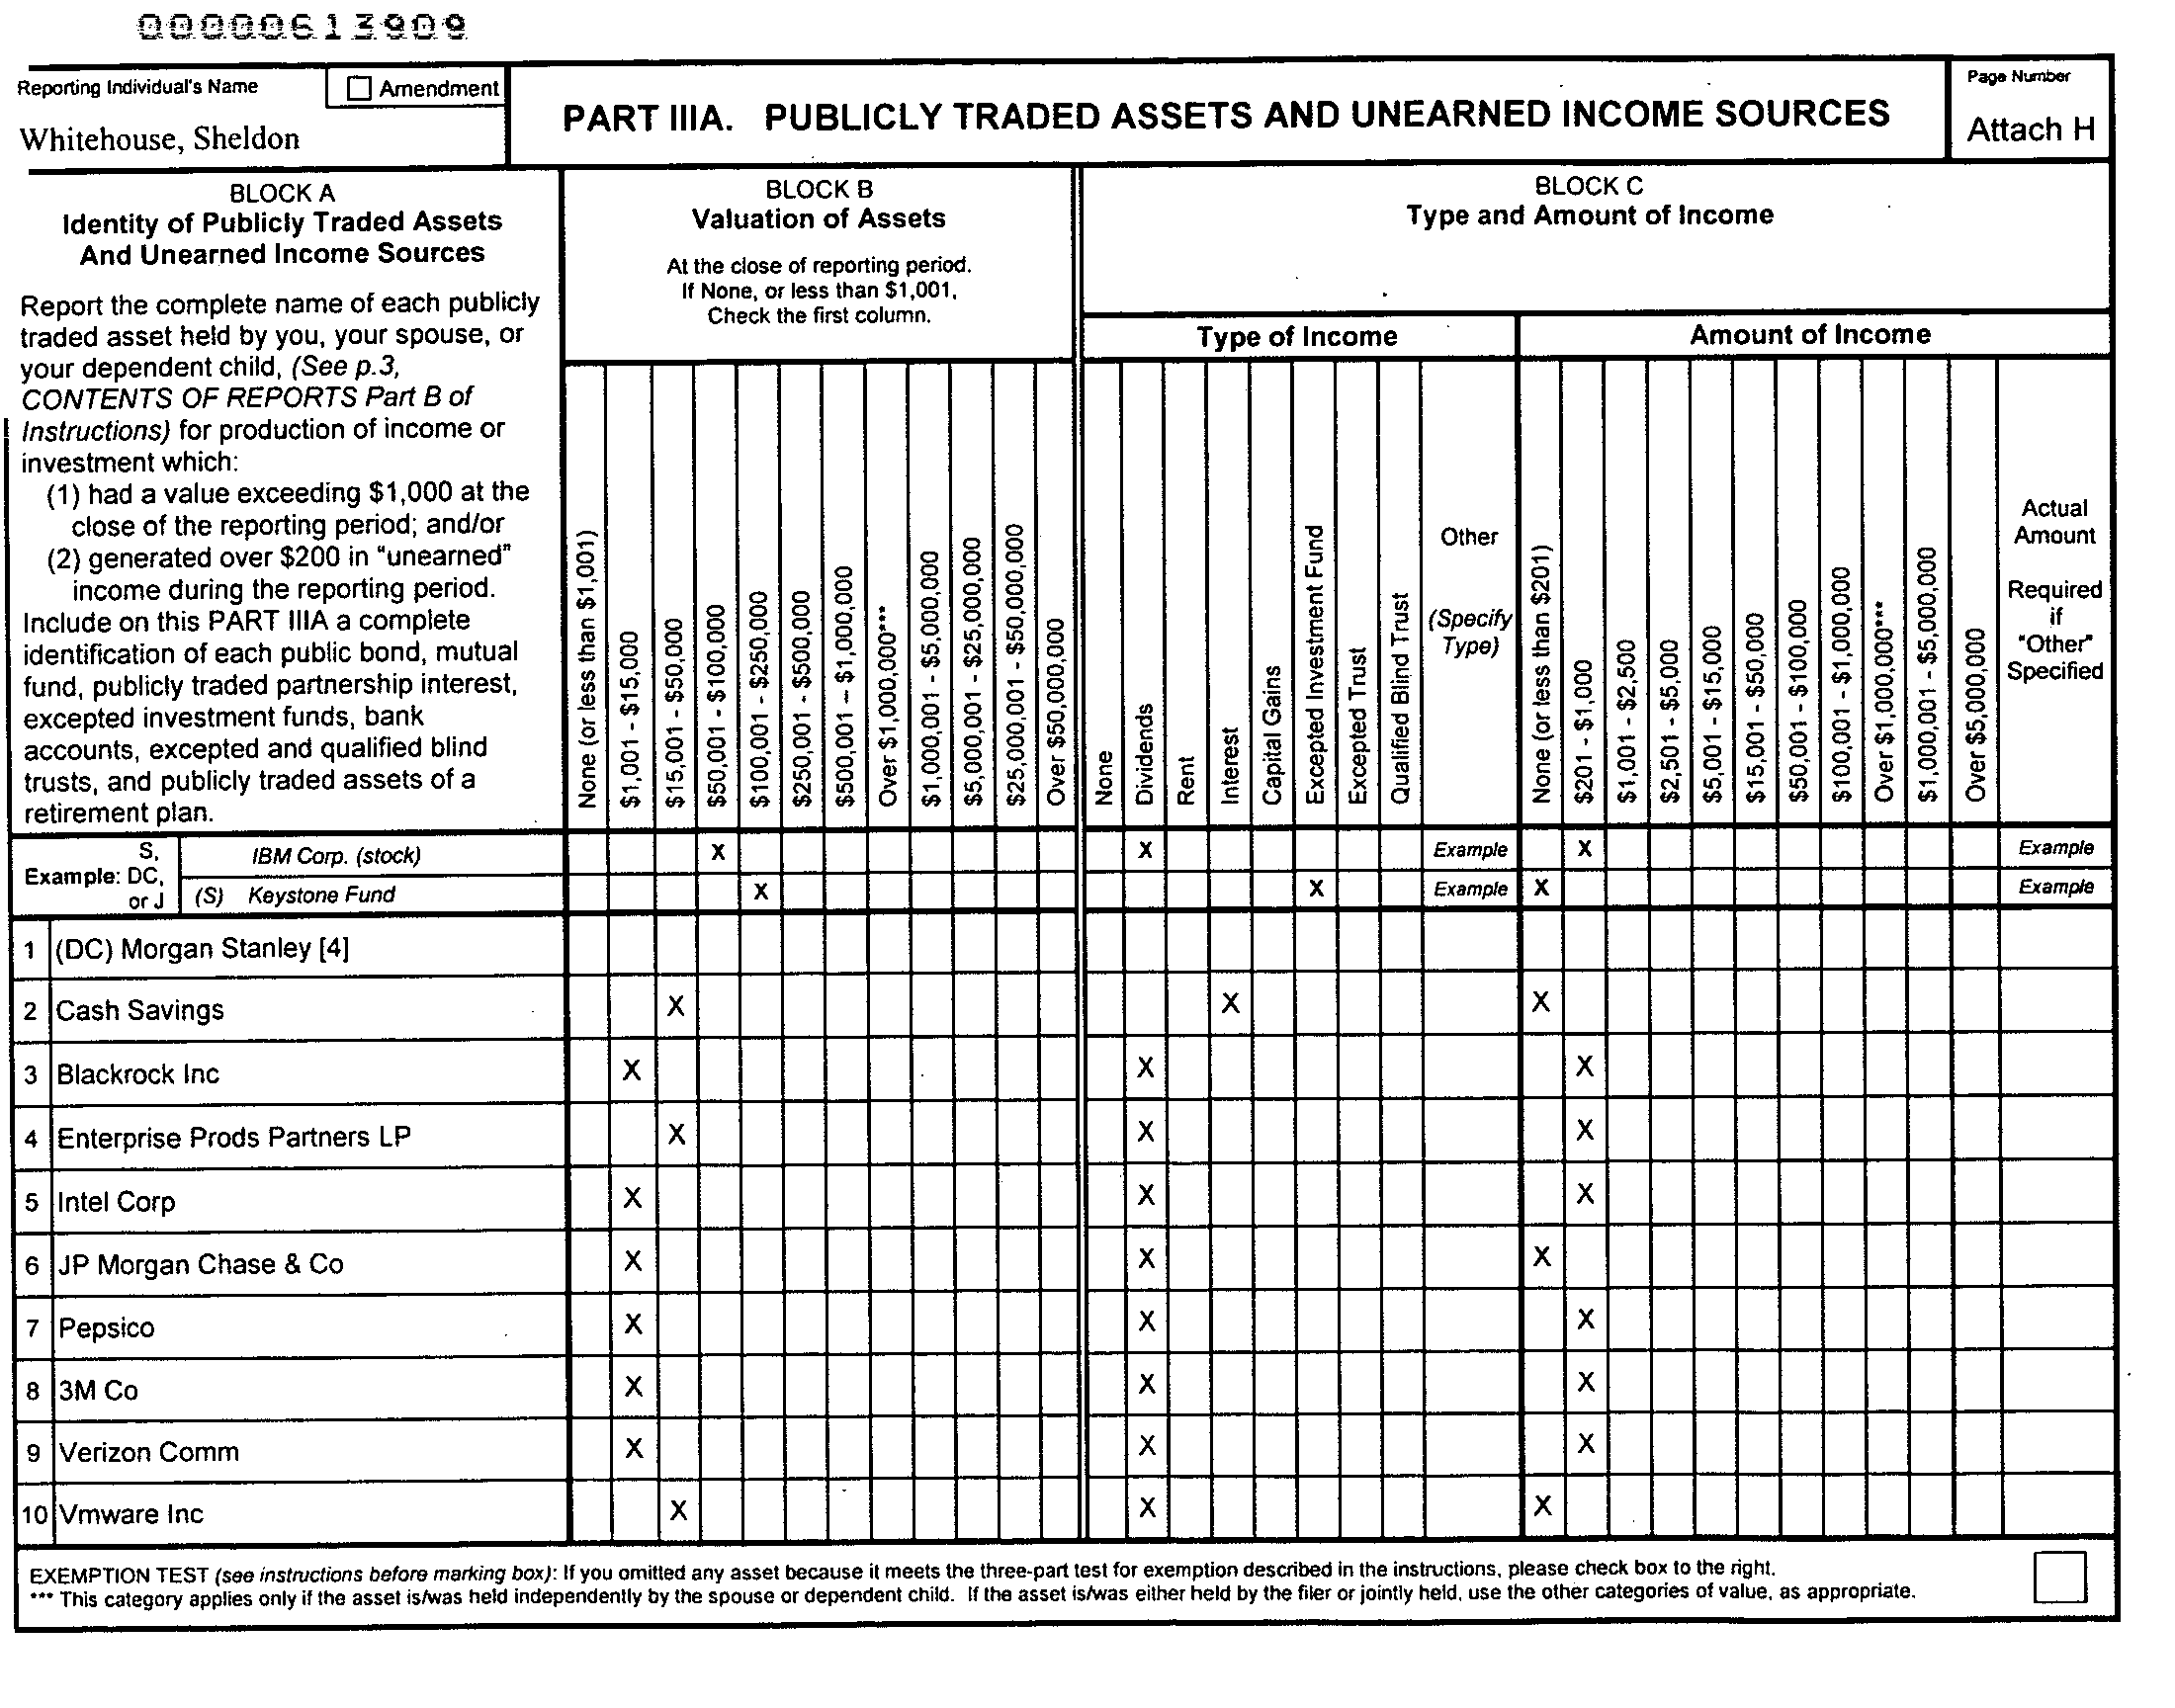 00000613909
Reporting Individual's Name
Amendment
Whitehouse, Sheldon
PART IIIA. PUBLICLY TRADED ASSETS AND UNEARNED INCOME SOURCES
Page Number
Attach H
BLOCK A
Identity of Publicly Traded Assets
And Unearned Income Sources
Report the complete name of each publicly
traded asset held by you, your spouse, or
your dependent child, (See p.3,
CONTENTS OF REPORTS Part B of
Instructions) for production of income or
investment which:
(1) had a value exceeding $1,000 at the
close of the reporting period; and/or
(2) generated over $200 in "unearned"
income during the reporting period.
Include on this PART IIIA a complete
identification of each public bond, mutual
fund, publicly traded partnership interest,
excepted investment funds, bank
accounts, excepted and qualified blind
trusts, and publicly traded assets of a
retirement plan.
BLOCK B
Valuation of Assets
At the close of reporting period.
If None, or less than $1,001,
Check the first column.
None (or less than $1,001)
$1,001 - $15,000
$15,001 - $50,000
$50,001 - $100,000
$100,001 - $250,000
$250,001 - $500,000
$500,001 – $1,000,000
Over $1,000,000***
$1,000,001 - $5,000,000
$5,000,001 - $25,000,000
$25,000,001 - $50,000,000
Over $50,000,000
BLOCK C
Type and Amount of Income
Type of Income
None
Dividends
Rent
Interest
Capital Gains
Excepted Investment Fund
Excepted Trust
Qualified Blind Trust
Other
(Specify
Type)
Amount of Income
None (or less than $201)
$201 - $1,000
$1,001 - $2,500
$2,501 - $5,000
$5,001 - $15,000
$15,001 - $50,000
$50,001 - $100,000
$100,001 - $1,000,000
Over $1,000,000***
$1,000,001 - $5,000,000
Over $5,000,000
Actual
Amount
Required
if
"Other"
Specified
Example: S, DC, or J
IBM Corp. (stock) X X Example X Example
(S) Keystone Fund X X Example X Example
1 (DC) Morgan Stanley [4]
2 Cash Savings X X X
3 Blackrock Inc X X X
4 Enterprise Prods Partners LP X X X
5 Intel Corp X X X
6 JP Morgan Chase & Co X X X
7 Pepsico X X X
8 3M Co X X X
9 Verizon Comm X X X
10 Vmware Inc X X X
EXEMPTION TEST (see instructions before marking box): If you omitted any asset because it meets the three-part test for exemption described in the instructions, please check box to the right.
*** This category applies only if the asset is/was held independently by the spouse or dependent child. If the asset is/was either held by the filer or jointly held, use the other categories of value, as appropriate.